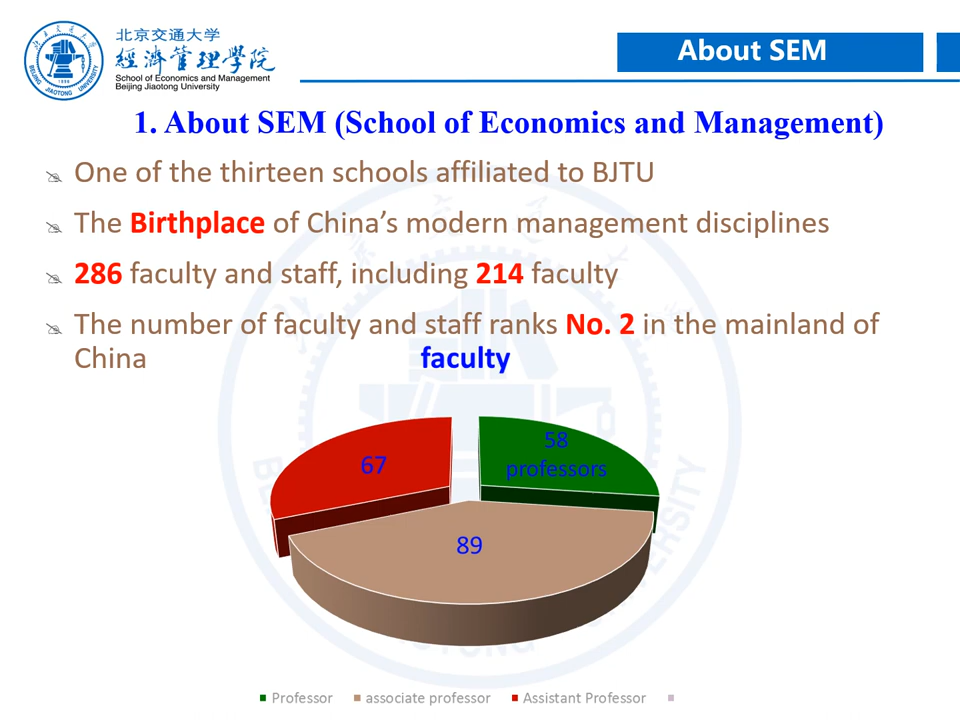 北京交通大学
經濟管理學院
School of Economics and Management
Beijing Jiaotong University
About SEM
1. About SEM (School of Economics and Management)
One of the thirteen schools affiliated to BJTU
The Birthplace of China’s modern management disciplines
286 faculty and staff, including 214 faculty
The number of faculty and staff ranks No. 2 in the mainland of
China
faculty
58
professors
67
89
Professor associate professor Assistant Professor